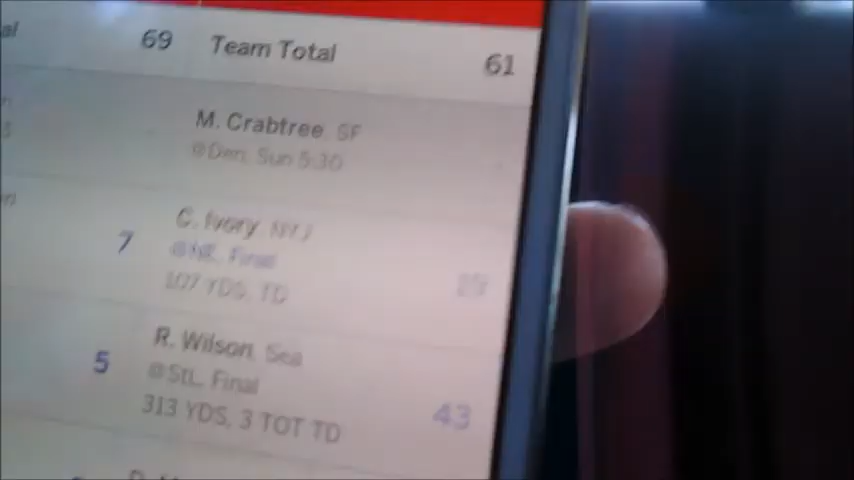 69 Team Total 61
M. Crabtree SF
@Den, Sun 5:30
C. Ivory NYJ
7
Final
107 YDS, TD
R. Wilson Sea
5 @StL, Final
313 YDS, 3 TOT TD 43